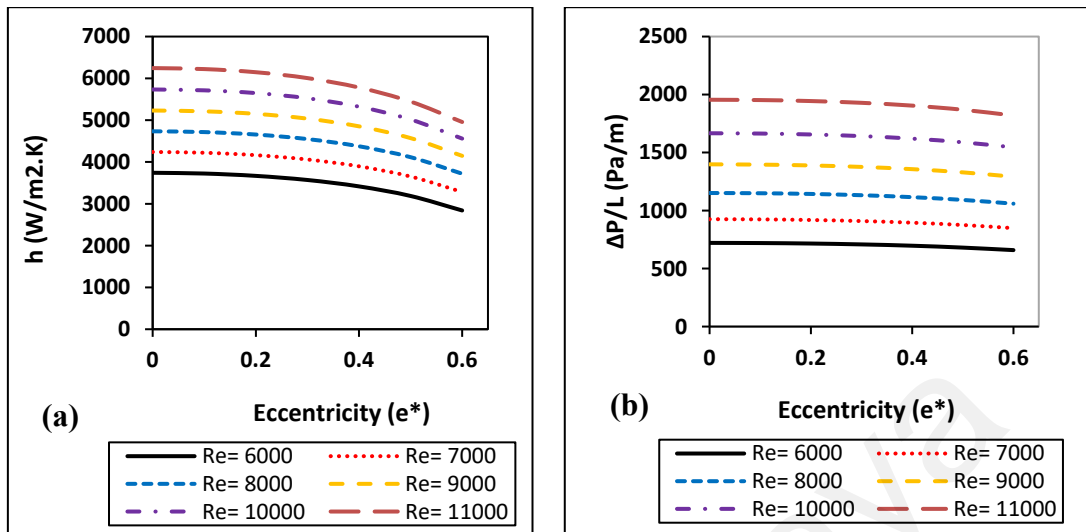 7000
6000
5000
4000
3000
2000
1000
0
h (W/m2.K)
0 0.2 0.4 0.6
Eccentricity (e*)
(a)
Re= 6000 Re= 7000
Re= 8000 Re= 9000
Re= 10000 Re= 11000
2500
2000
1500
1000
500
0
ΔP/L (Pa/m)
0 0.2 0.4 0.6
Eccentricity (e*)
(b)
Re= 6000 Re= 7000
Re= 8000 Re= 9000
Re= 10000 Re= 11000